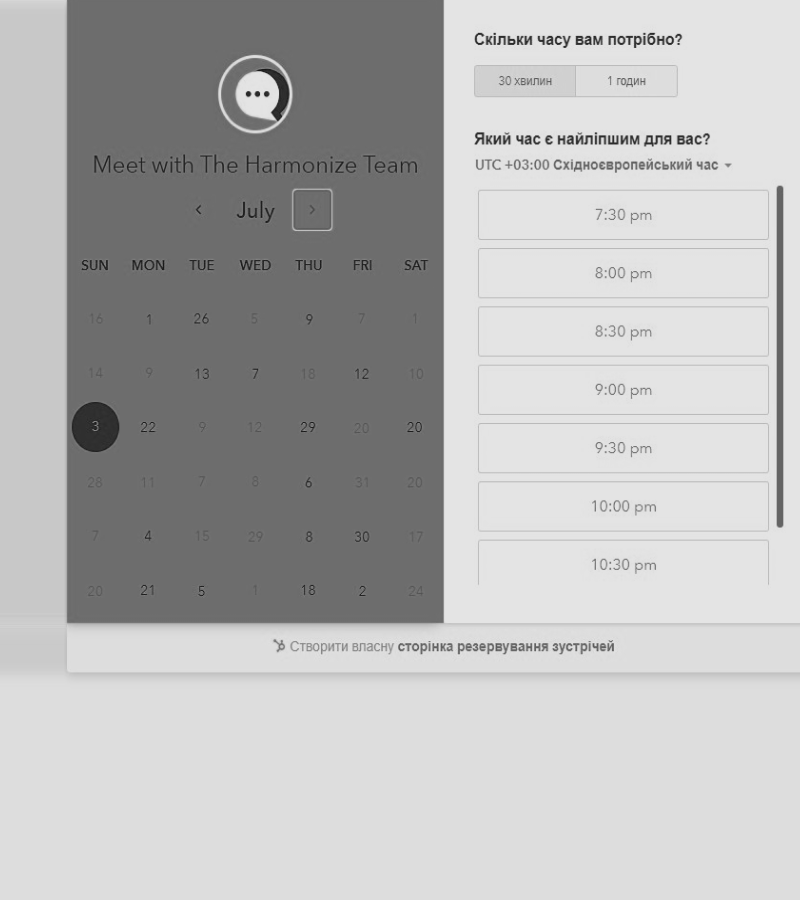 Meet with The Harmonize Team
July
SUN MON TUE WED THU FRI SAT
16 1 26 5 9 7 1
14 9 13 7 18 12 10
3 22 9 12 29 20 20
28 11 7 8 6 31 20
7 4 15 29 8 30 17
20 21 5 1 18 2 24
Скільки часу вам потрібно?
30 хвилин 1 годин
Який час є найліпшим для вас?
UTC +03:00 Східноєвропейський час
7:30 pm
8:00 pm
8:30 pm
9:00 pm
9:30 pm
10:00 pm
10:30 pm
Створити власну сторінка резервування зустрічей